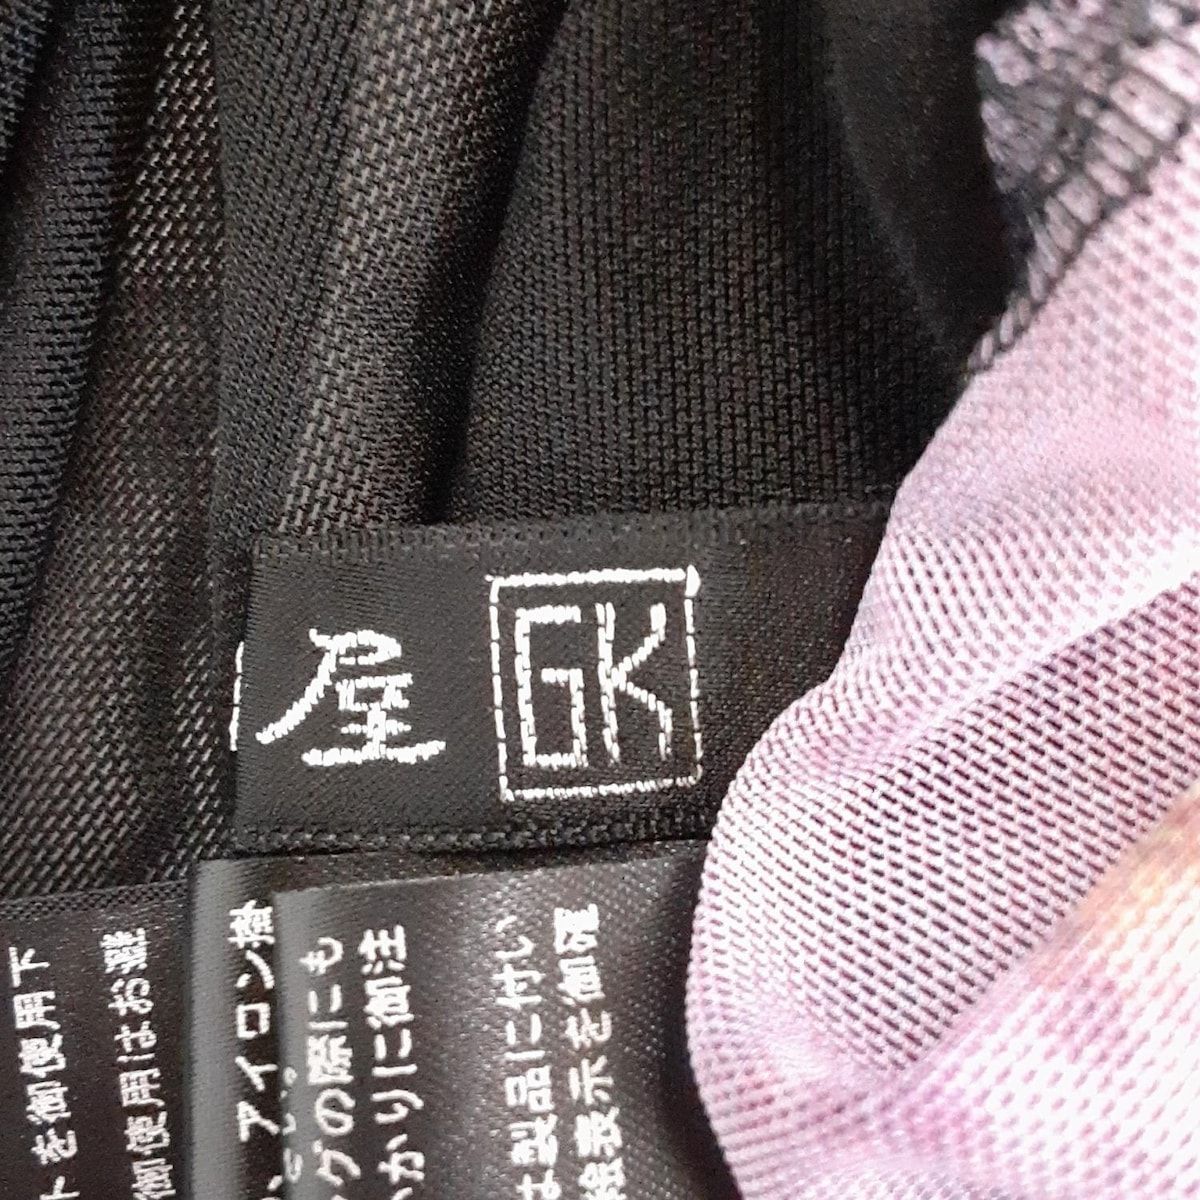 屋 GK
製品に付い
絵表示を御確
グの際にも
かりに御注
アイロン掛
トを御使用下
御使用はお避